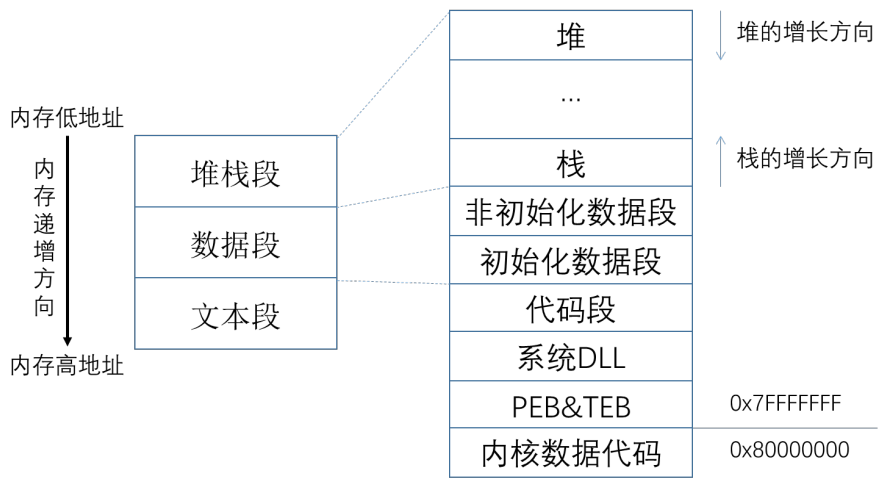 内存低地址
内存递增方向
内存高地址
堆栈段
数据段
文本段
堆
...
栈
非初始化数据段
初始化数据段
代码段
系统DLL
PEB&TEB
内核数据代码
堆的增长方向
栈的增长方向
0x7FFFFFFF
0x80000000